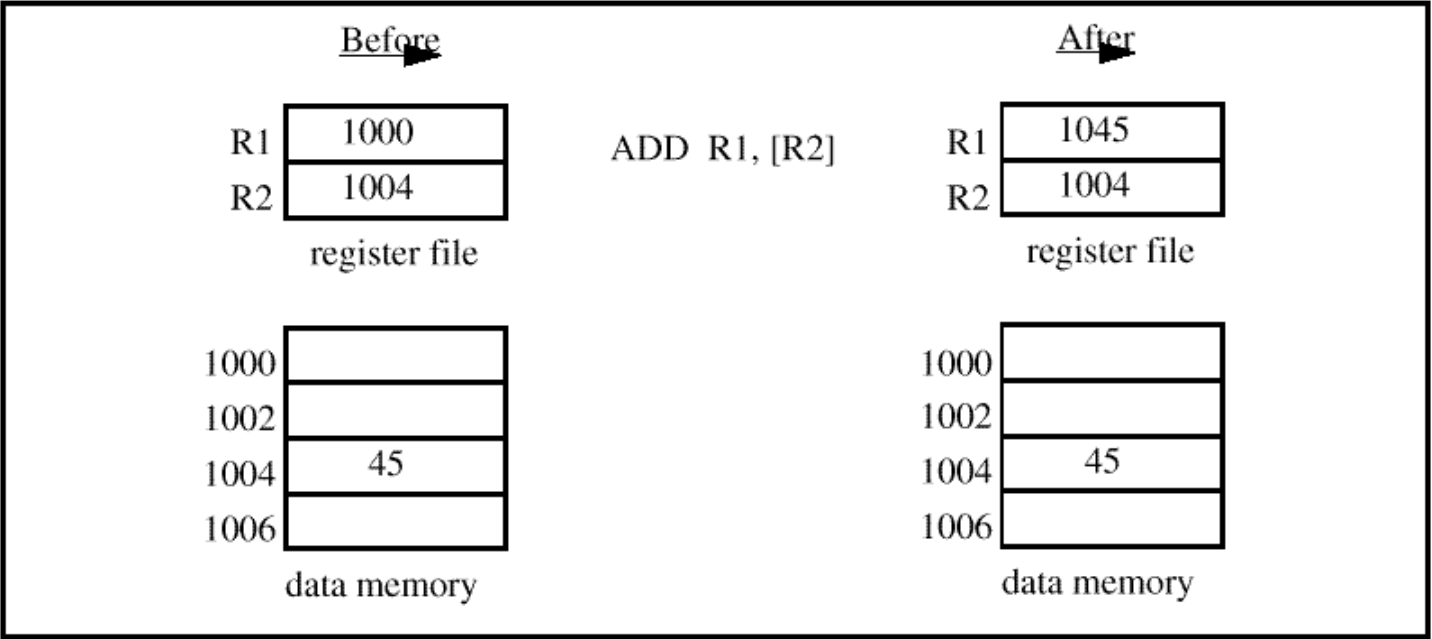 Before
After
R1 1000
ADD R1, [R2]
R1 1045
R2 1004
R2 1004
register file
register file
1000
1000
1002
1002
1004 45
1004 45
1006
1006
data memory
data memory